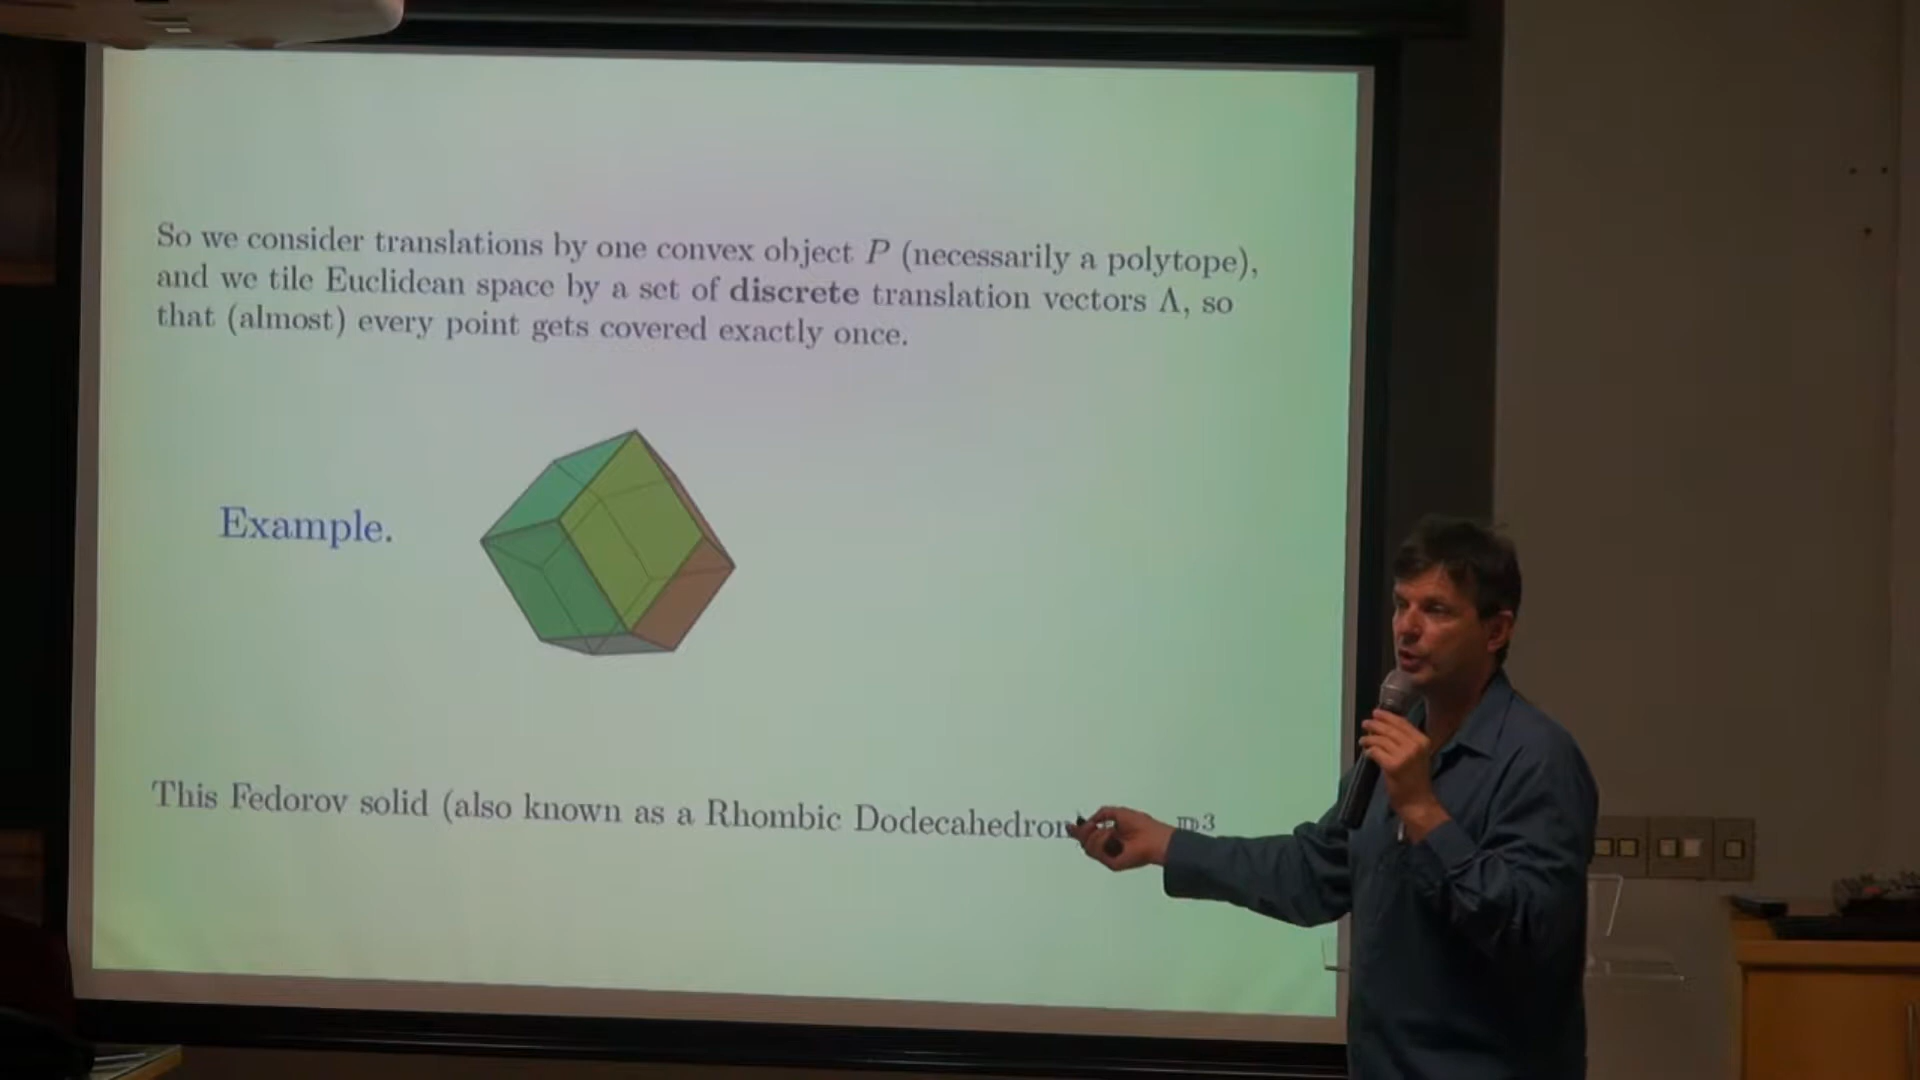 So we consider translations by one convex object P (necessarily a polytope),
and we tile Euclidean space by a set of discrete translation vectors Λ, so
that (almost) every point gets covered exactly once.
Example.
This Fedorov solid (also known as a Rhombic Dodecahedron ℝ³